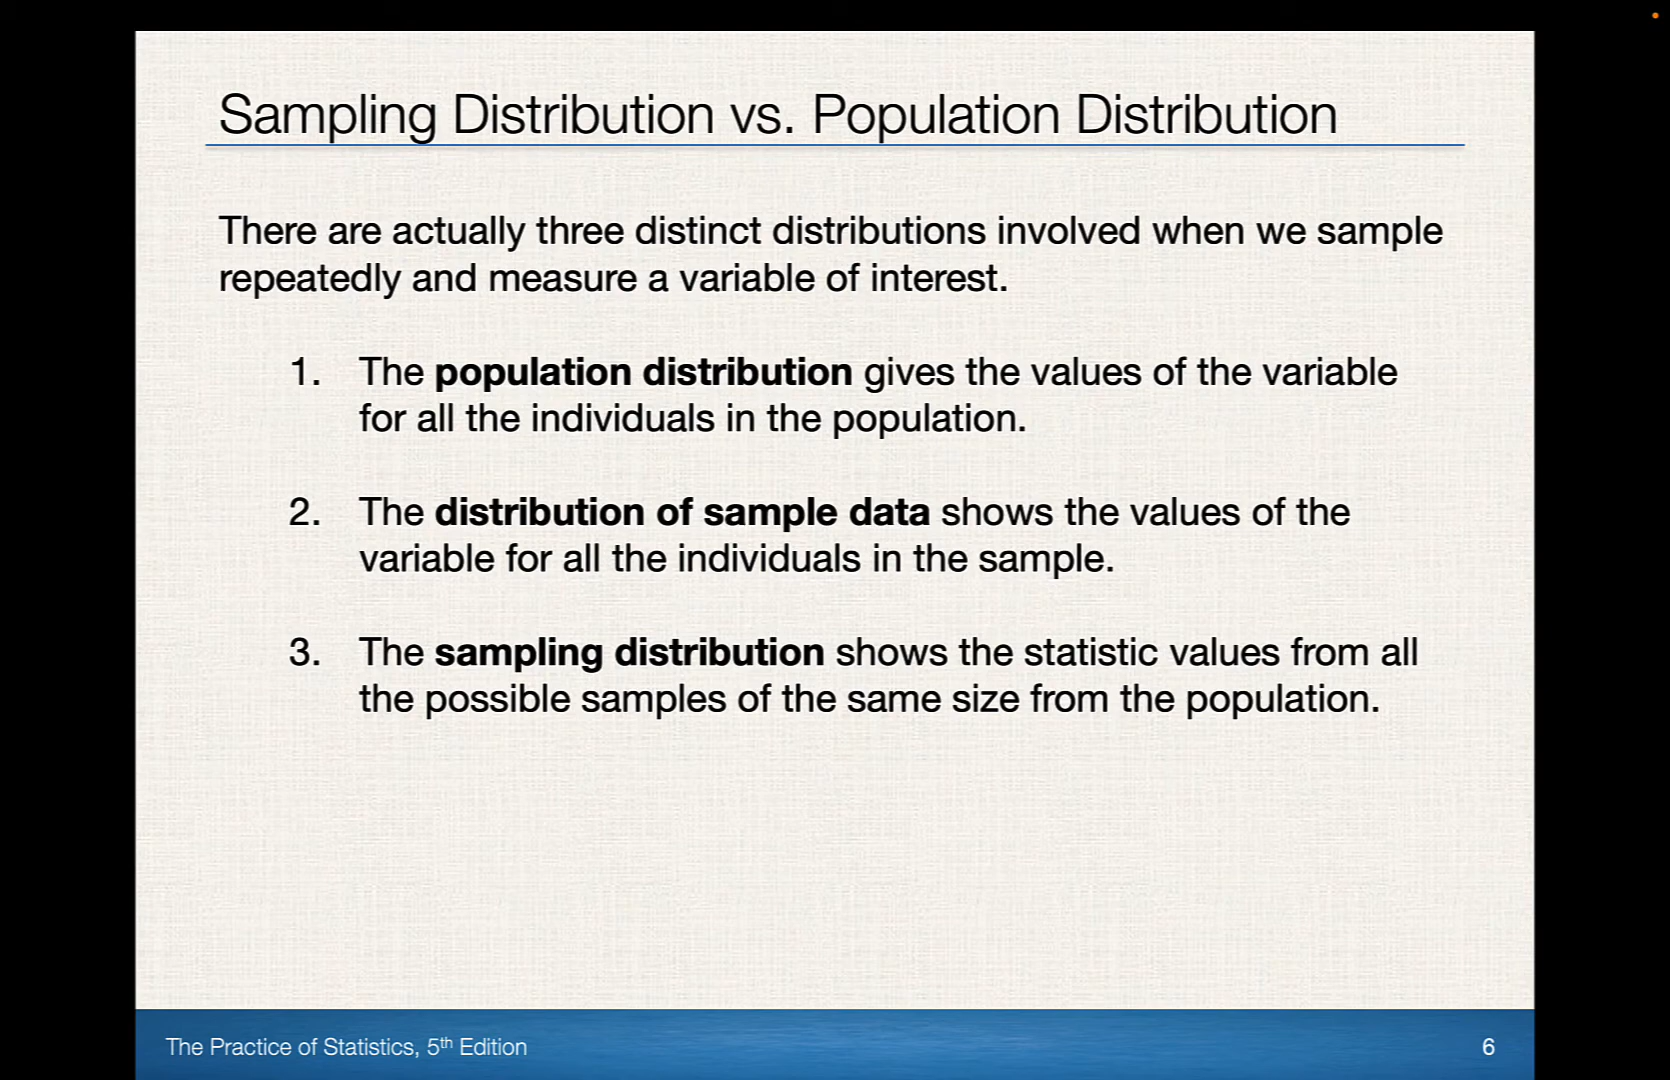 Sampling Distribution vs. Population Distribution
There are actually three distinct distributions involved when we sample
repeatedly and measure a variable of interest.
1. The population distribution gives the values of the variable
for all the individuals in the population.
2. The distribution of sample data shows the values of the
variable for all the individuals in the sample.
3. The sampling distribution shows the statistic values from all
the possible samples of the same size from the population.
The Practice of Statistics, 5th Edition
6